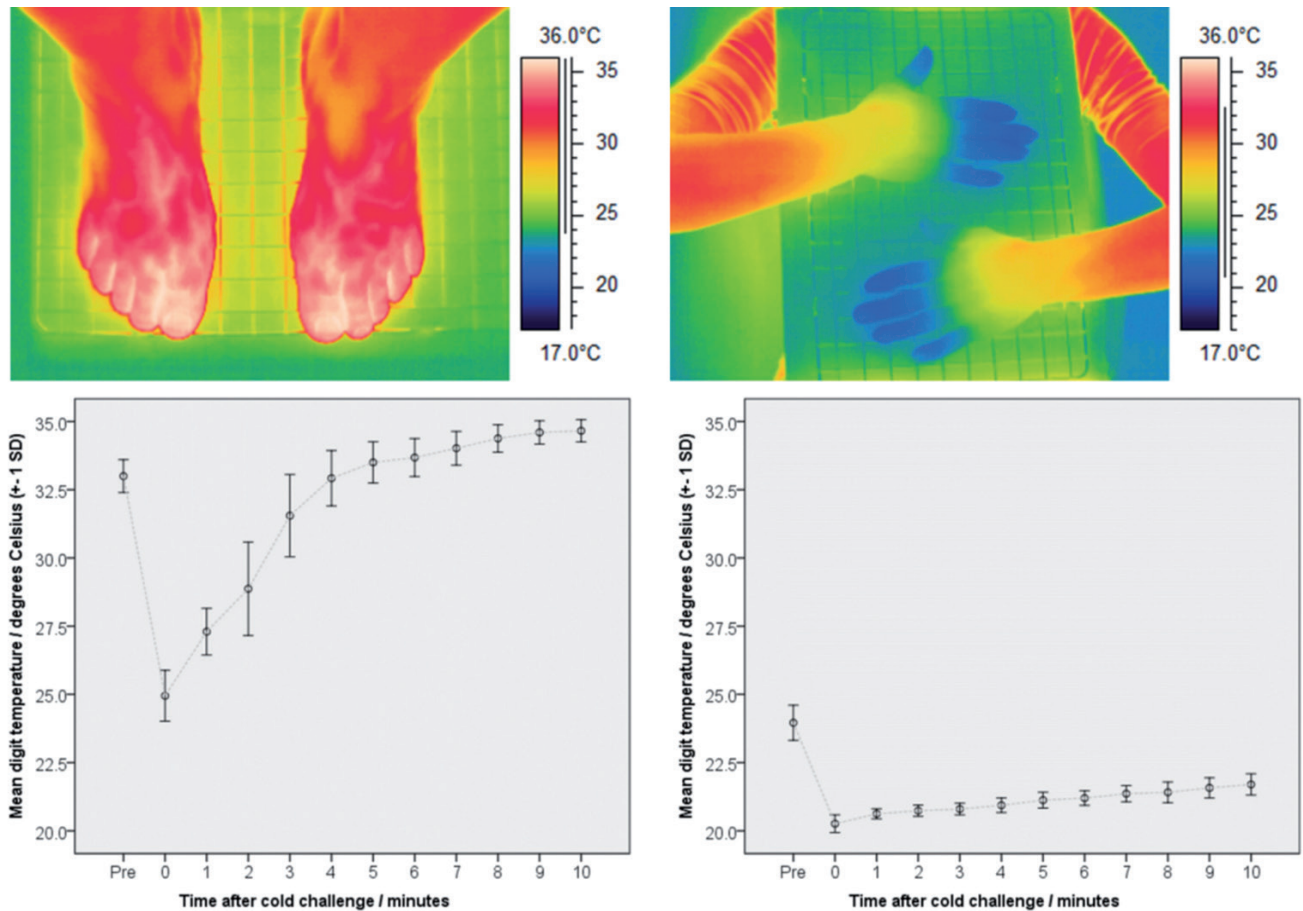 36.0°C
35
30
25
20
17.0°C
36.0°C
35
30
25
20
17.0°C
Mean digit temperature / degrees Celsius (+- 1 SD)
35.0
32.5
30.0
27.5
25.0
22.5
20.0
Pre 0 1 2 3 4 5 6 7 8 9 10
Time after cold challenge / minutes
Mean digit temperature / degrees Celsius (+- 1 SD)
35.0
32.5
30.0
27.5
25.0
22.5
20.0
Pre 0 1 2 3 4 5 6 7 8 9 10
Time after cold challenge / minutes